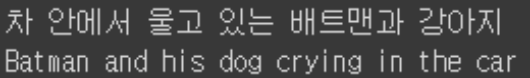 차 안에서 울고 있는 배트맨과 강아지
Batman and his dog crying in the car